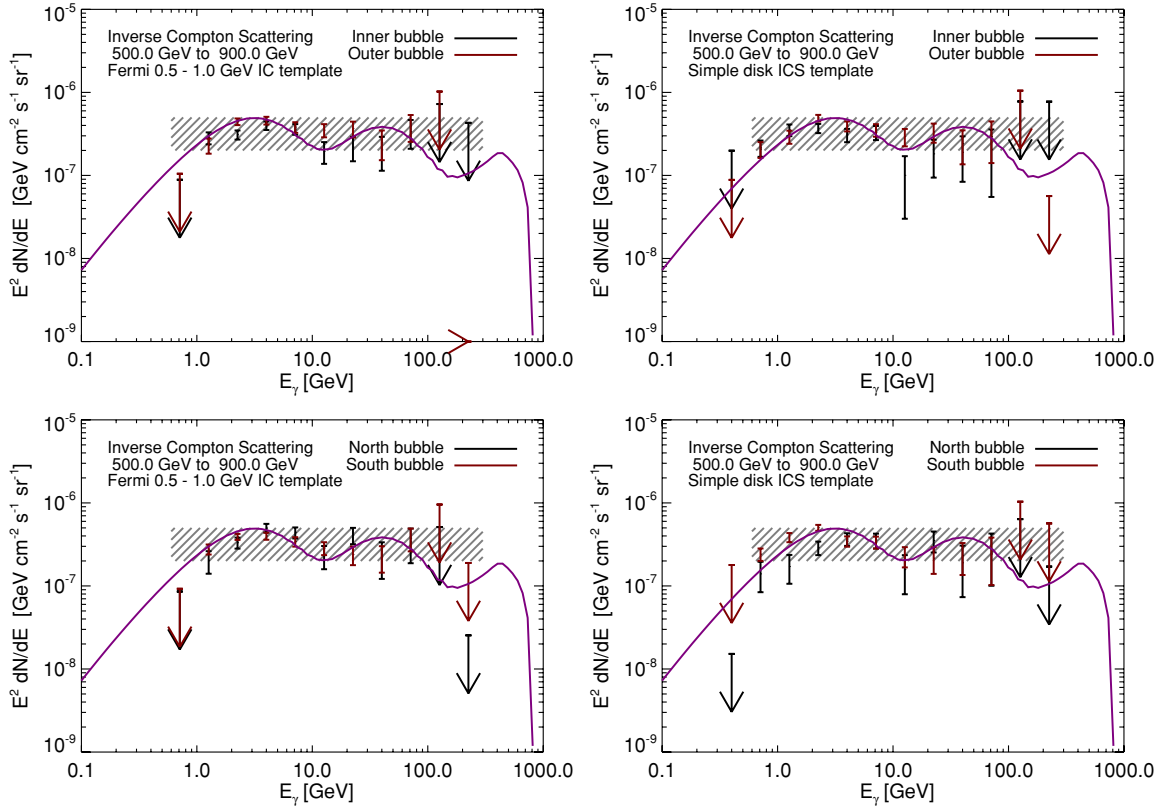 Inverse Compton Scattering
500.0 GeV to 900.0 GeV
Fermi 0.5 - 1.0 GeV IC template
Inner bubble
Outer bubble
10^-5
10^-6
10^-7
10^-8
10^-9
E^2 dN/dE [GeV cm^-2 s^-1 sr^-1]
0.1 1.0 10.0 100.0 1000.0
E_γ [GeV]
Inverse Compton Scattering
500.0 GeV to 900.0 GeV
Simple disk ICS template
Inner bubble
Outer bubble
10^-5
10^-6
10^-7
10^-8
10^-9
E^2 dN/dE [GeV cm^-2 s^-1 sr^-1]
0.1 1.0 10.0 100.0 1000.0
E_γ [GeV]
Inverse Compton Scattering
500.0 GeV to 900.0 GeV
Fermi 0.5 - 1.0 GeV IC template
North bubble
South bubble
10^-5
10^-6
10^-7
10^-8
10^-9
E^2 dN/dE [GeV cm^-2 s^-1 sr^-1]
0.1 1.0 10.0 100.0 1000.0
E_γ [GeV]
Inverse Compton Scattering
500.0 GeV to 900.0 GeV
Simple disk ICS template
North bubble
South bubble
10^-5
10^-6
10^-7
10^-8
10^-9
E^2 dN/dE [GeV cm^-2 s^-1 sr^-1]
0.1 1.0 10.0 100.0 1000.0
E_γ [GeV]